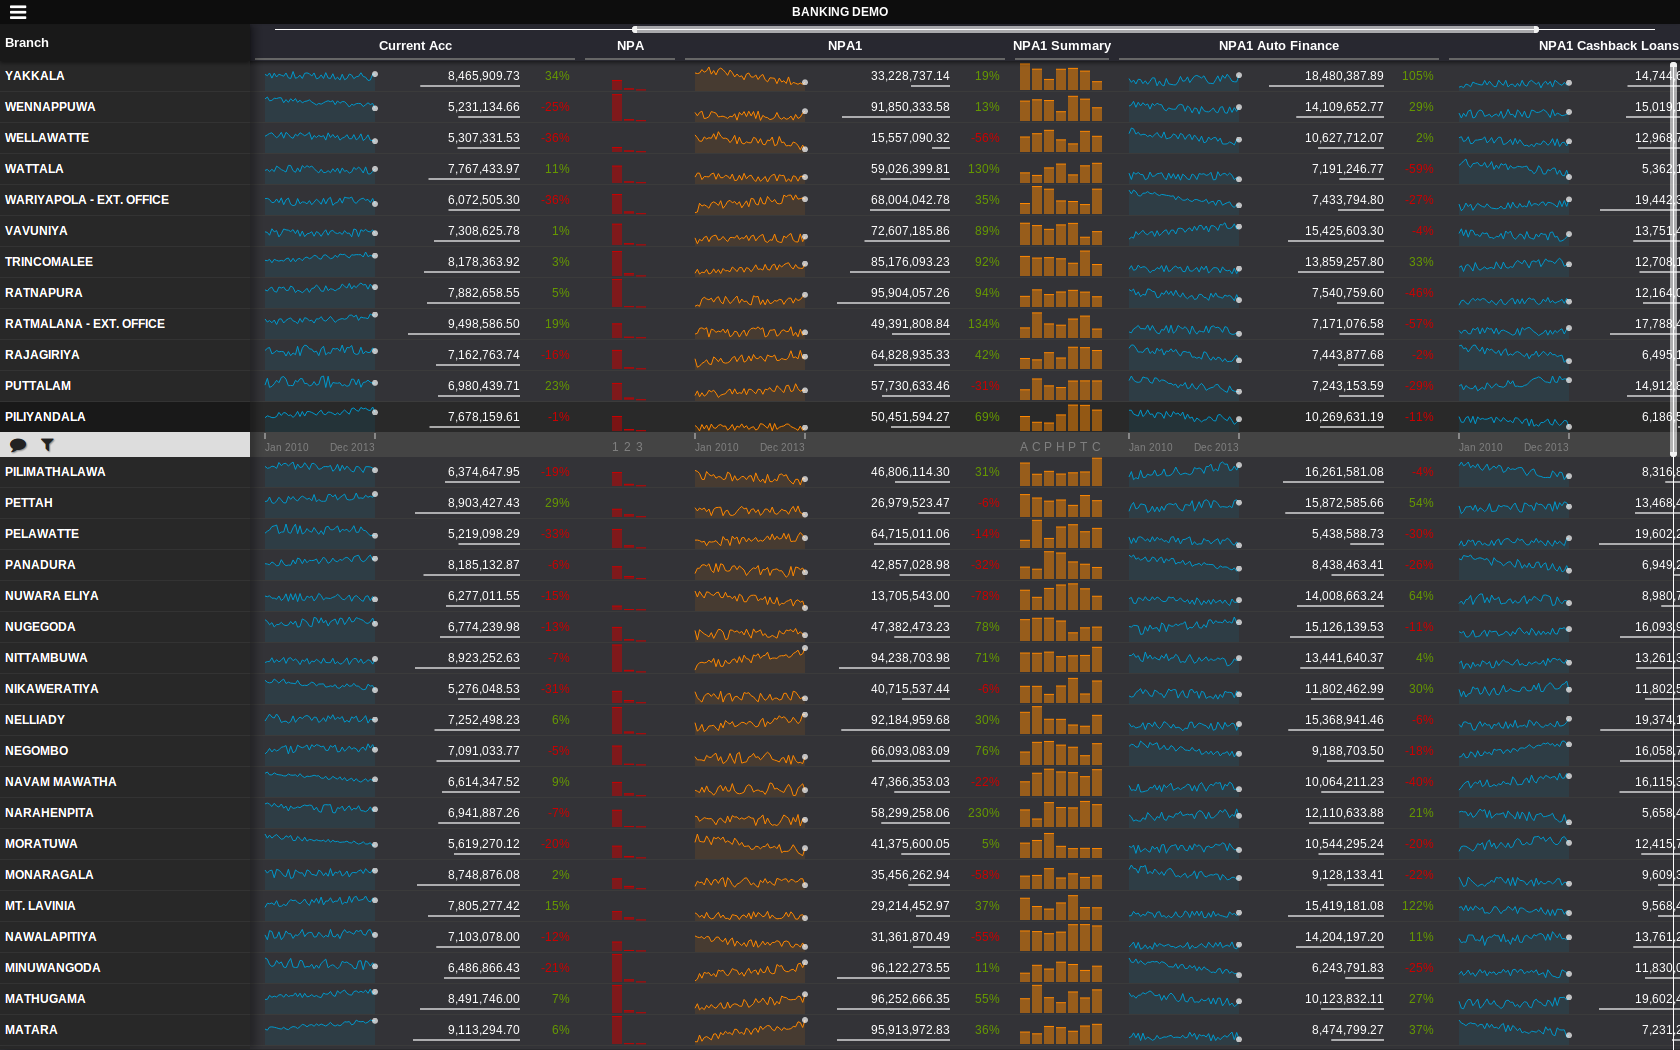 BANKING DEMO
Branch Current Acc NPA NPA1 NPA1 Summary NPA1 Auto Finance NPA1 Cashback Loans
YAKKALA 8,465,909.73 34% 33,228,737.14 19% 18,480,387.89 105% 14,744,
WENNAPPUWA 5,231,134.66 -25% 91,850,333.58 13% 14,109,652.77 29% 15,019,
WELLAWATTE 5,307,331.53 -36% 15,557,090.32 -56% 10,627,712.07 2% 12,968,
WATTALA 7,767,433.97 11% 59,026,399.81 130% 7,191,246.77 -59% 5,362,
WARIYAPOLA - EXT. OFFICE 6,072,505.30 -36% 68,004,042.78 35% 7,433,794.80 -27% 19,442,
VAVUNIYA 7,308,625.78 1% 72,607,185.86 89% 15,425,603.30 -4% 13,751,
TRINCOMALEE 8,178,363.92 3% 85,176,093.23 92% 13,859,257.80 33% 12,708,
RATNAPURA 7,882,658.55 5% 95,904,057.26 94% 7,540,759.60 -46% 12,164,
RATMALANA - EXT. OFFICE 9,498,586.50 19% 49,391,808.84 134% 7,171,076.58 -57% 17,788,
RAJAGIRIYA 7,162,763.74 -16% 64,828,935.33 42% 7,443,877.68 -2% 6,495,
PUTTALAM 6,980,439.71 23% 57,730,633.46 -31% 7,243,153.59 -24% 14,912,
PILIYANDALA 7,678,159.61 -1% 50,451,594.27 69% 10,269,631.19 -11% 6,186,
Jan 2010 Dec 2013 1 2 3 Jan 2010 Dec 2013 A C P H P T C Jan 2010 Dec 2013 Jan 2010 Dec 2013
PILIMATHALAWA 6,374,647.95 -19% 46,806,114.30 31% 16,261,581.08 -4% 8,316,
PETTAH 8,903,427.43 29% 26,979,523.47 -6% 15,872,585.66 54% 13,468,
PELAWATTE 5,219,098.29 -33% 64,715,011.06 -14% 5,438,588.73 -30% 19,602,
PANADURA 8,185,132.87 -6% 42,857,028.98 -32% 8,438,463.41 -26% 6,949,
NUWARA ELIYA 6,277,011.55 -15% 13,705,543.00 -78% 14,008,663.24 64% 8,980,
NUGEGODA 6,774,239.98 -13% 47,382,473.23 78% 15,126,139.53 -11% 16,093,
NITTAMBUWA 8,923,252.63 -7% 94,238,703.98 71% 13,441,640.37 4% 13,261,
NIKAWERATIYA 5,276,048.53 -31% 40,715,537.44 -6% 11,802,462.99 30% 11,802,
NELLIADY 7,252,498.23 6% 92,184,959.68 30% 15,368,941.46 -6% 19,374,
NEGOMBO 7,091,033.77 -5% 66,093,083.09 76% 9,188,703.50 -18% 16,058,
NAVAM MAWATHA 6,614,347.52 9% 47,366,353.03 -22% 10,064,211.23 -40% 16,115,
NARAHENPITA 6,941,887.26 -7% 58,299,258.06 230% 12,110,633.88 21% 5,658,
MORATUWA 5,619,270.12 -20% 41,375,600.05 5% 10,544,295.24 -20% 12,415,
MONARAGALA 8,748,876.08 2% 35,456,262.94 -58% 9,128,133.41 -22% 9,609,
MT. LAVINIA 7,805,277.42 15% 29,214,452.97 37% 15,419,181.08 122% 9,568,
NAWALAPITIYA 7,103,078.00 -12% 31,361,870.49 -55% 14,204,197.20 11% 13,761,
MINUWANGODA 6,486,866.43 -21% 96,122,273.55 11% 6,243,791.83 -25% 11,830,
MATHUGAMA 8,491,746.00 7% 96,252,666.35 55% 10,123,832.11 27% 19,602,
MATARA 9,113,294.70 6% 95,913,972.83 36% 8,474,799.27 37% 7,231,